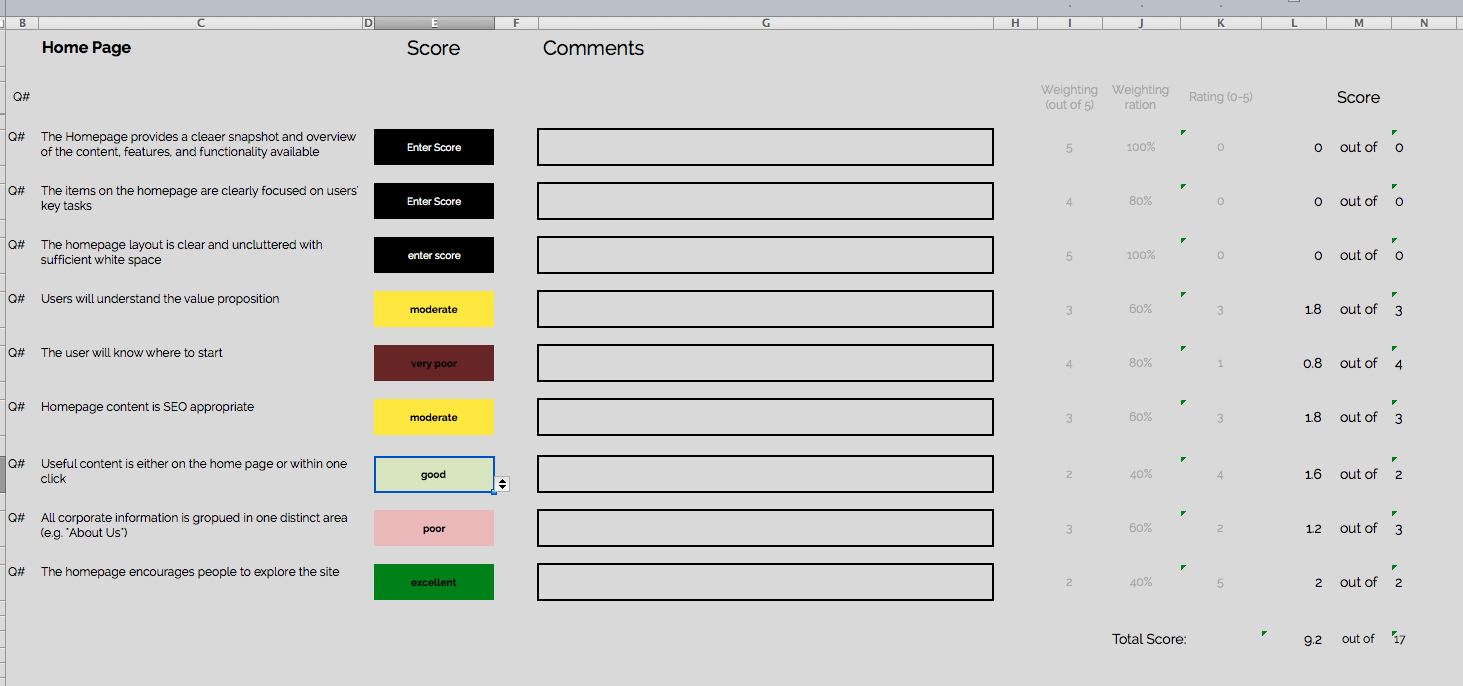 B C D E F G H I J K L M N
Home Page Score Comments
Q# Weighting (out of 5) Weighting ration Rating (0-5) Score
Q# The Homepage provides a cleaer snapshot and overview
of the content, features, and functionality available Enter Score 5 100% 0 0 out of 0
Q# The items on the homepage are clearly focused on users'
key tasks Enter Score 4 80% 0 0 out of 0
Q# The homepage layout is clear and uncluttered with
sufficient white space enter score 5 100% 0 0 out of 0
Q# Users will understand the value proposition moderate 3 60% 3 1.8 out of 3
Q# The user will know where to start very poor 4 80% 1 0.8 out of 4
Q# Homepage content is SEO appropriate moderate 3 60% 3 1.8 out of 3
Q# Useful content is either on the home page or within one
click good 2 40% 4 1.6 out of 2
Q# All corporate information is gropued in one distinct area
(e.g. "About Us") poor 3 60% 2 1.2 out of 3
Q# The homepage encourages people to explore the site excellent 2 40% 5 2 out of 2
Total Score: 9.2 out of 17